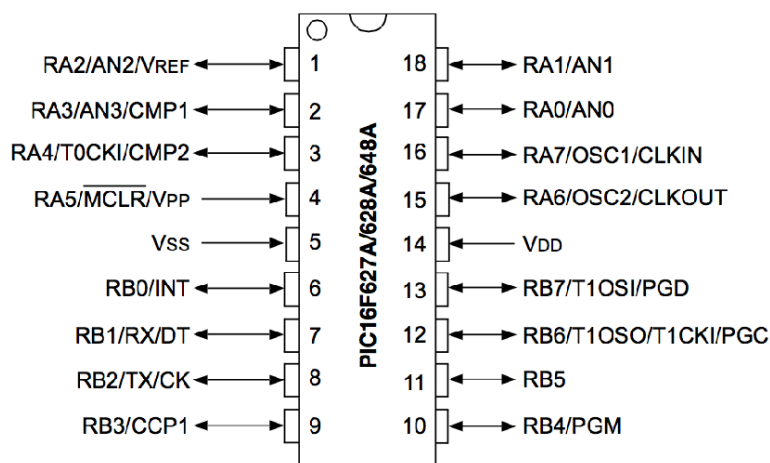 RA2/AN2/VREF 1 18 RA1/AN1
RA3/AN3/CMP1 2 17 RA0/AN0
RA4/T0CKI/CMP2 3 16 RA7/OSC1/CLKIN
RA5/MCLR/VPP 4 15 RA6/OSC2/CLKOUT
VSS 5 14 VDD
RB0/INT 6 13 RB7/T1OSI/PGD
RB1/RX/DT 7 12 RB6/T1OSO/T1CKI/PGC
RB2/TX/CK 8 11 RB5
RB3/CCP1 9 10 RB4/PGM
PIC16F627A/628A/648A